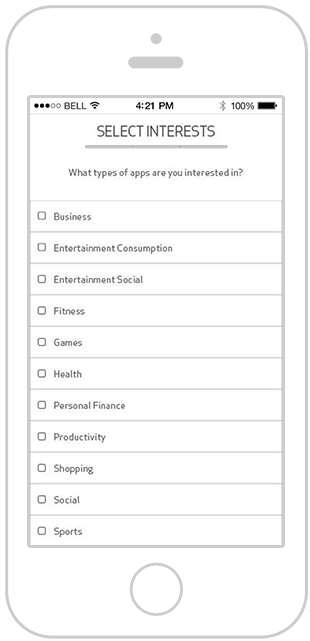 BELL 4:21 PM 100%
SELECT INTERESTS
What types of apps are you interested in?
Business
Entertainment Consumption
Entertainment Social
Fitness
Games
Health
Personal Finance
Productivity
Shopping
Social
Sports